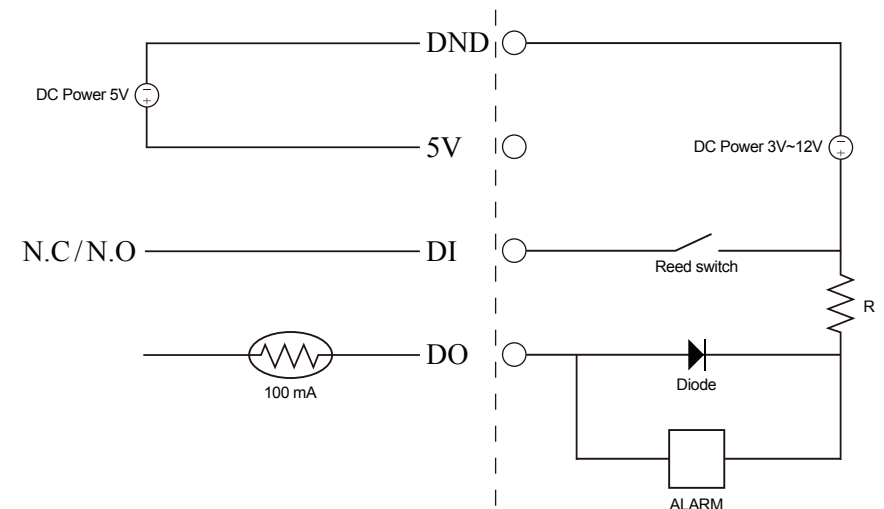 DND
DC Power 5V
5V
DC Power 3V~12V
N.C/N.O
DI
Reed switch
R
DO
100 mA
Diode
ALARM